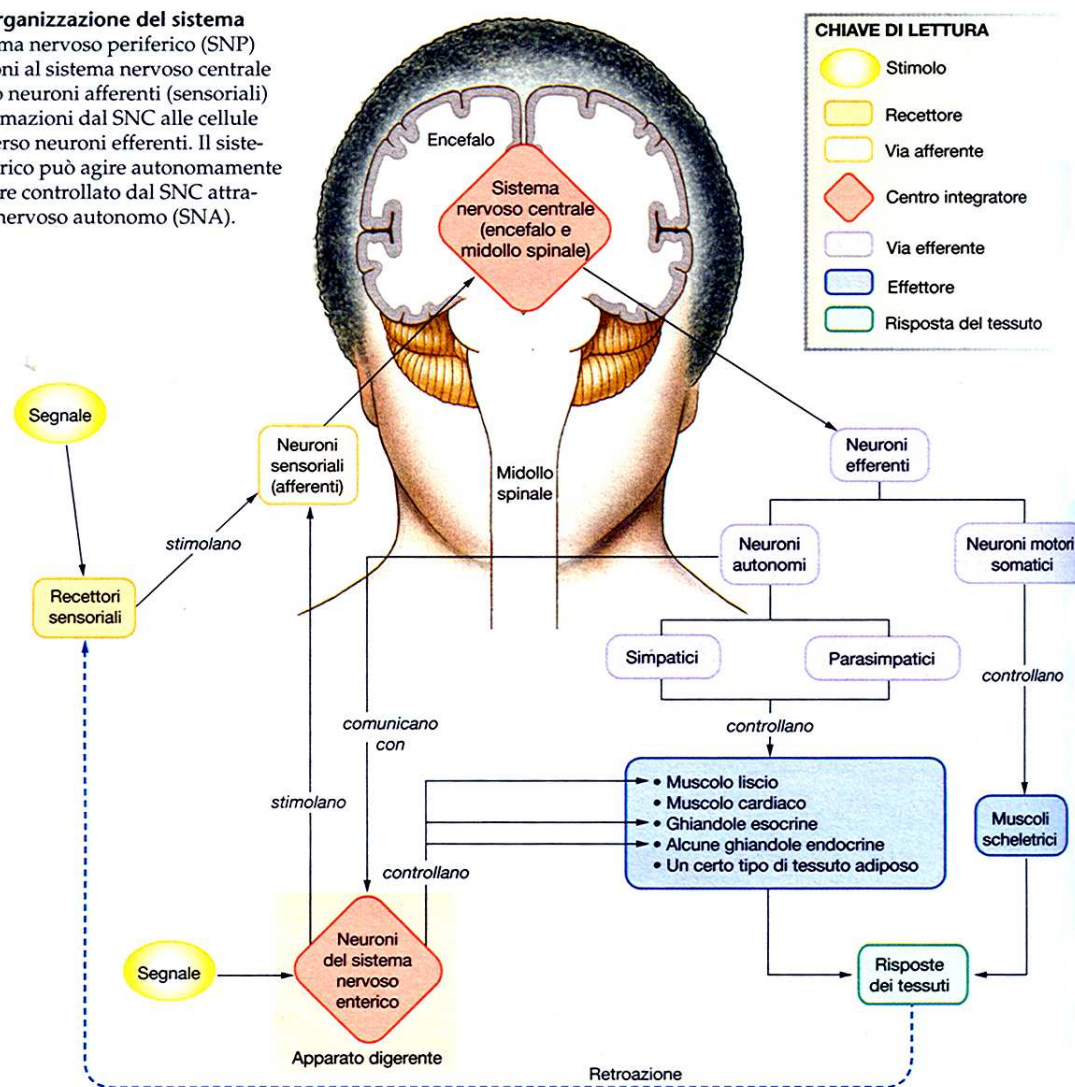 rganizzazione del sistema
ma nervoso periferico (SNP)
oni al sistema nervoso centrale
o neuroni afferenti (sensoriali)
rmazioni dal SNC alle cellule
erso neuroni efferenti. Il siste-
erico può agire autonomamente
re controllato dal SNC attra-
nervoso autonomo (SNA).
CHIAVE DI LETTURA
Stimolo
Recettore
Via afferente
Centro integratore
Via efferente
Effettore
Risposta del tessuto
Encefalo
Sistema
nervoso centrale
(encefalo e
midollo spinale)
Segnale
Neuroni
sensoriali
(afferenti)
Midollo
spinale
Neuroni
efferenti
stimolano
Recettori
sensoriali
Neuroni
autonomi
Neuroni motori
somatici
Simpatici
Parasimpatici
controllano
comunicano
con
controllano
stimolano
• Muscolo liscio
• Muscolo cardiaco
• Ghiandole esocrine
• Alcune ghiandole endocrine
• Un certo tipo di tessuto adiposo
Muscoli
scheletrici
controllano
Segnale
Neuroni
del sistema
nervoso
enterico
Risposte
dei tessuti
Apparato digerente
Retroazione